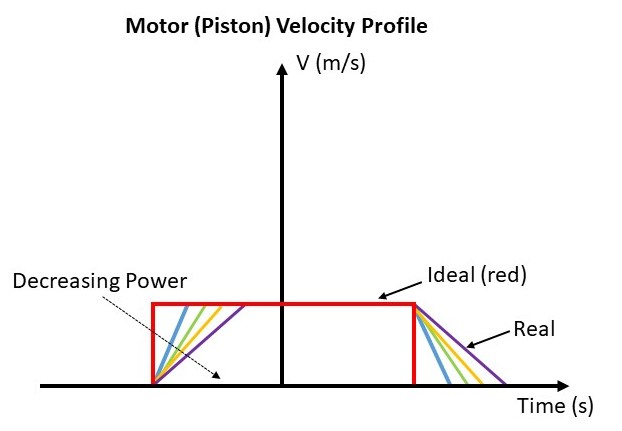 Motor (Piston) Velocity Profile
V (m/s)
Decreasing Power
Ideal (red)
Real
Time (s)